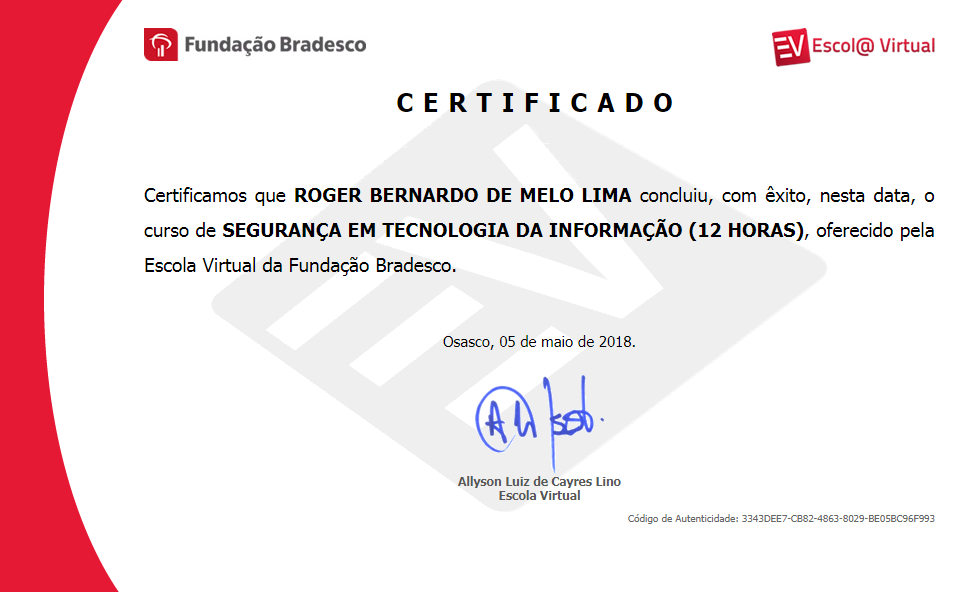 Fundação Bradesco
EV Escol@ Virtual
CERTIFICADO
Certificamos que ROGER BERNARDO DE MELO LIMA concluiu, com êxito, nesta data, o
curso de SEGURANÇA EM TECNOLOGIA DA INFORMAÇÃO (12 HORAS), oferecido pela
Escola Virtual da Fundação Bradesco.
Osasco, 05 de maio de 2018.
Allyson Luiz de Cayres Lino
Escola Virtual
Código de Autenticidade: 3343DEE7-CB82-4863-8029-BE05BC96F993